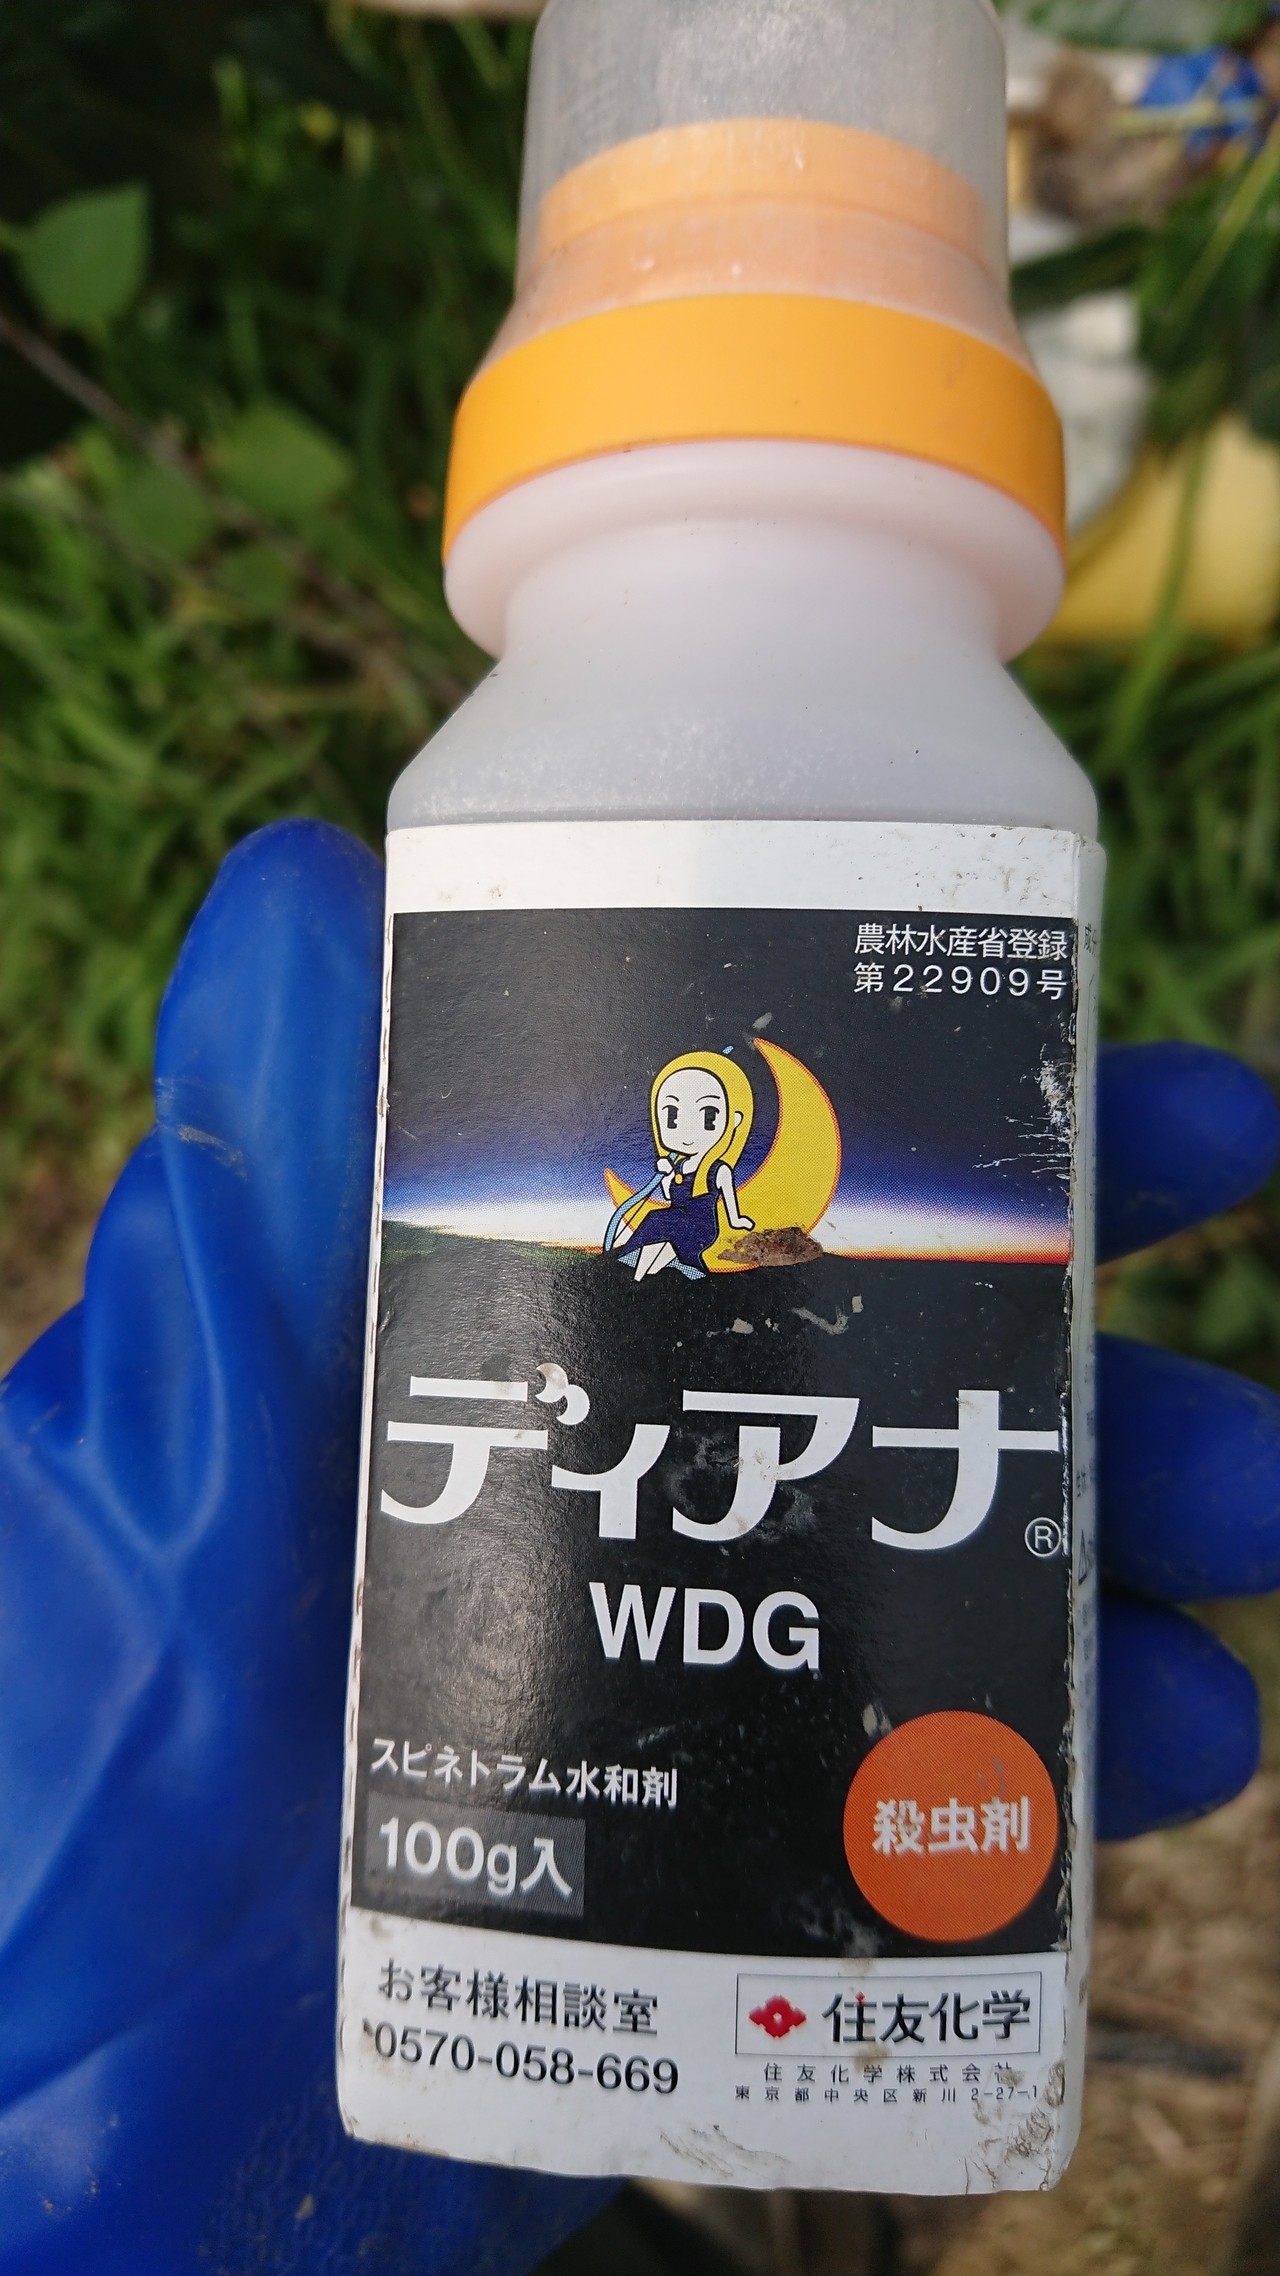 農林水産省登録
第22909号
ディアナ®
WDG
スピネトラム水和剤
100g入
殺虫剤
お客様相談室
0570-058-669
住友化学
住友化学株式会社
東京都中央区新川2-27-1